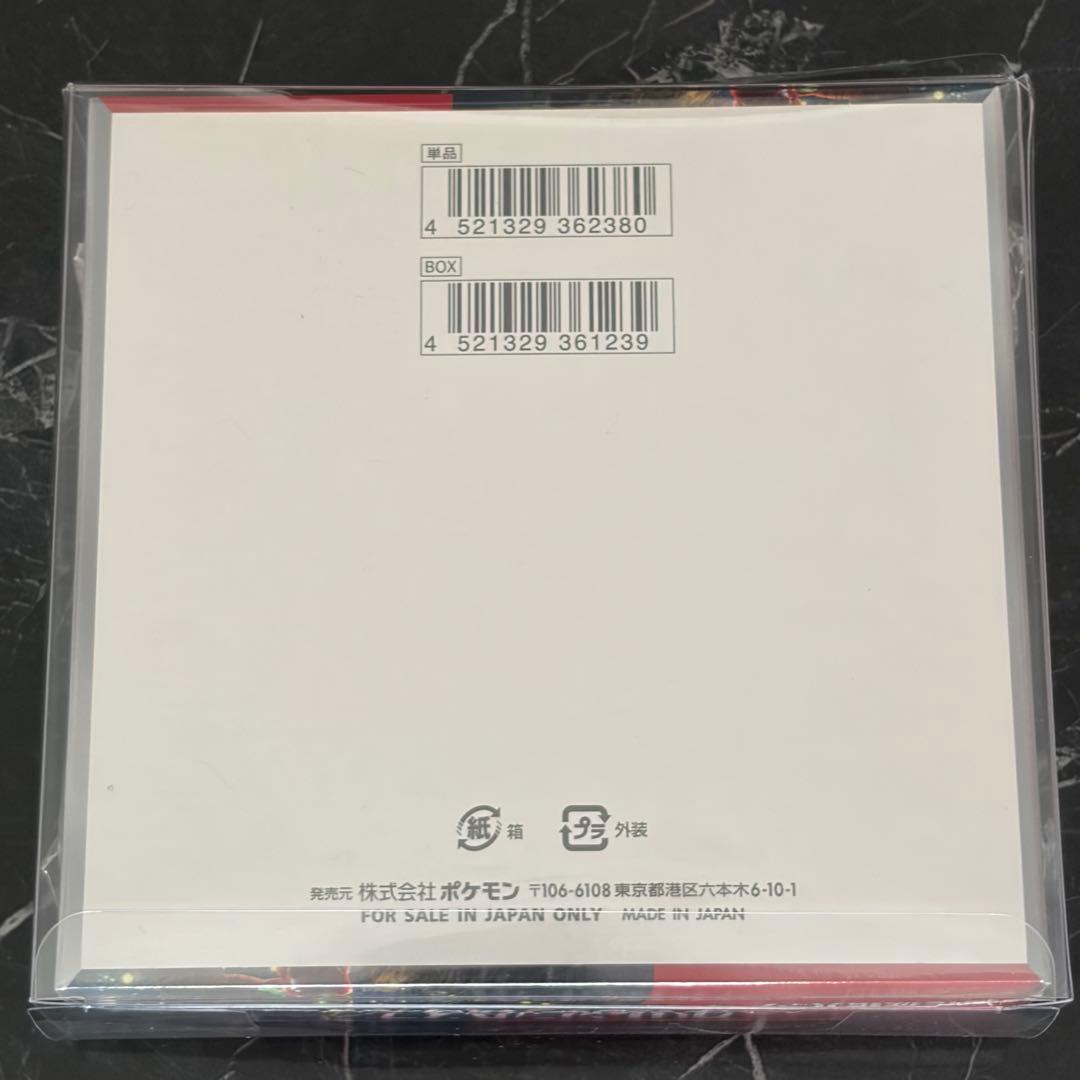 単品
4 521329 362380
BOX
4 521329 361239
紙 箱 プラ 外装
発売元 株式会社 ポケモン 〒106-6108 東京都港区六本木6-10-1
FOR SALE IN JAPAN ONLY MADE IN JAPAN